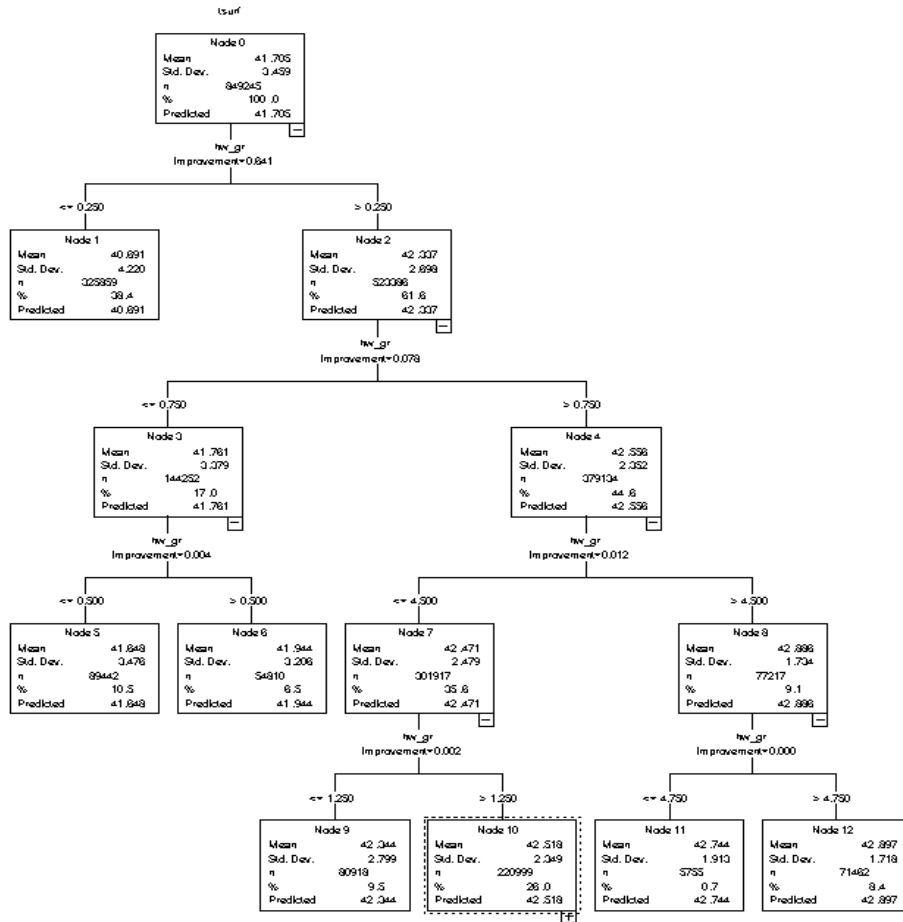 tsurf
Node 0
Mean 41.705
Std. Dev. 3.459
n 849245
% 100.0
Predicted 41.705
hw_gr
Improvement=0.641
<= 0.250
> 0.250
Node 1
Mean 40.691
Std. Dev. 4.220
n 325859
% 38.4
Predicted 40.691
Node 2
Mean 42.337
Std. Dev. 2.698
n 523386
% 61.6
Predicted 42.337
hw_gr
Improvement=0.078
<= 0.750
> 0.750
Node 3
Mean 41.761
Std. Dev. 3.379
n 144252
% 17.0
Predicted 41.761
Node 4
Mean 42.556
Std. Dev. 2.352
n 379134
% 44.6
Predicted 42.556
hw_gr
Improvement=0.004
hw_gr
Improvement=0.012
<= 0.500
> 0.500
<= 4.500
> 4.500
Node 5
Mean 41.648
Std. Dev. 3.476
n 89442
% 10.5
Predicted 41.648
Node 6
Mean 41.944
Std. Dev. 3.206
n 54810
% 6.5
Predicted 41.944
Node 7
Mean 42.471
Std. Dev. 2.479
n 301917
% 35.6
Predicted 42.471
Node 8
Mean 42.886
Std. Dev. 1.734
n 77217
% 9.1
Predicted 42.886
hw_gr
Improvement=0.002
hw_gr
Improvement=0.000
<= 1.250
> 1.250
<= 4.750
> 4.750
Node 9
Mean 42.344
Std. Dev. 2.799
n 80918
% 9.5
Predicted 42.344
Node 10
Mean 42.518
Std. Dev. 2.349
n 220999
% 26.0
Predicted 42.518
Node 11
Mean 42.744
Std. Dev. 1.913
n 5755
% 0.7
Predicted 42.744
Node 12
Mean 42.897
Std. Dev. 1.718
n 71462
% 8.4
Predicted 42.897